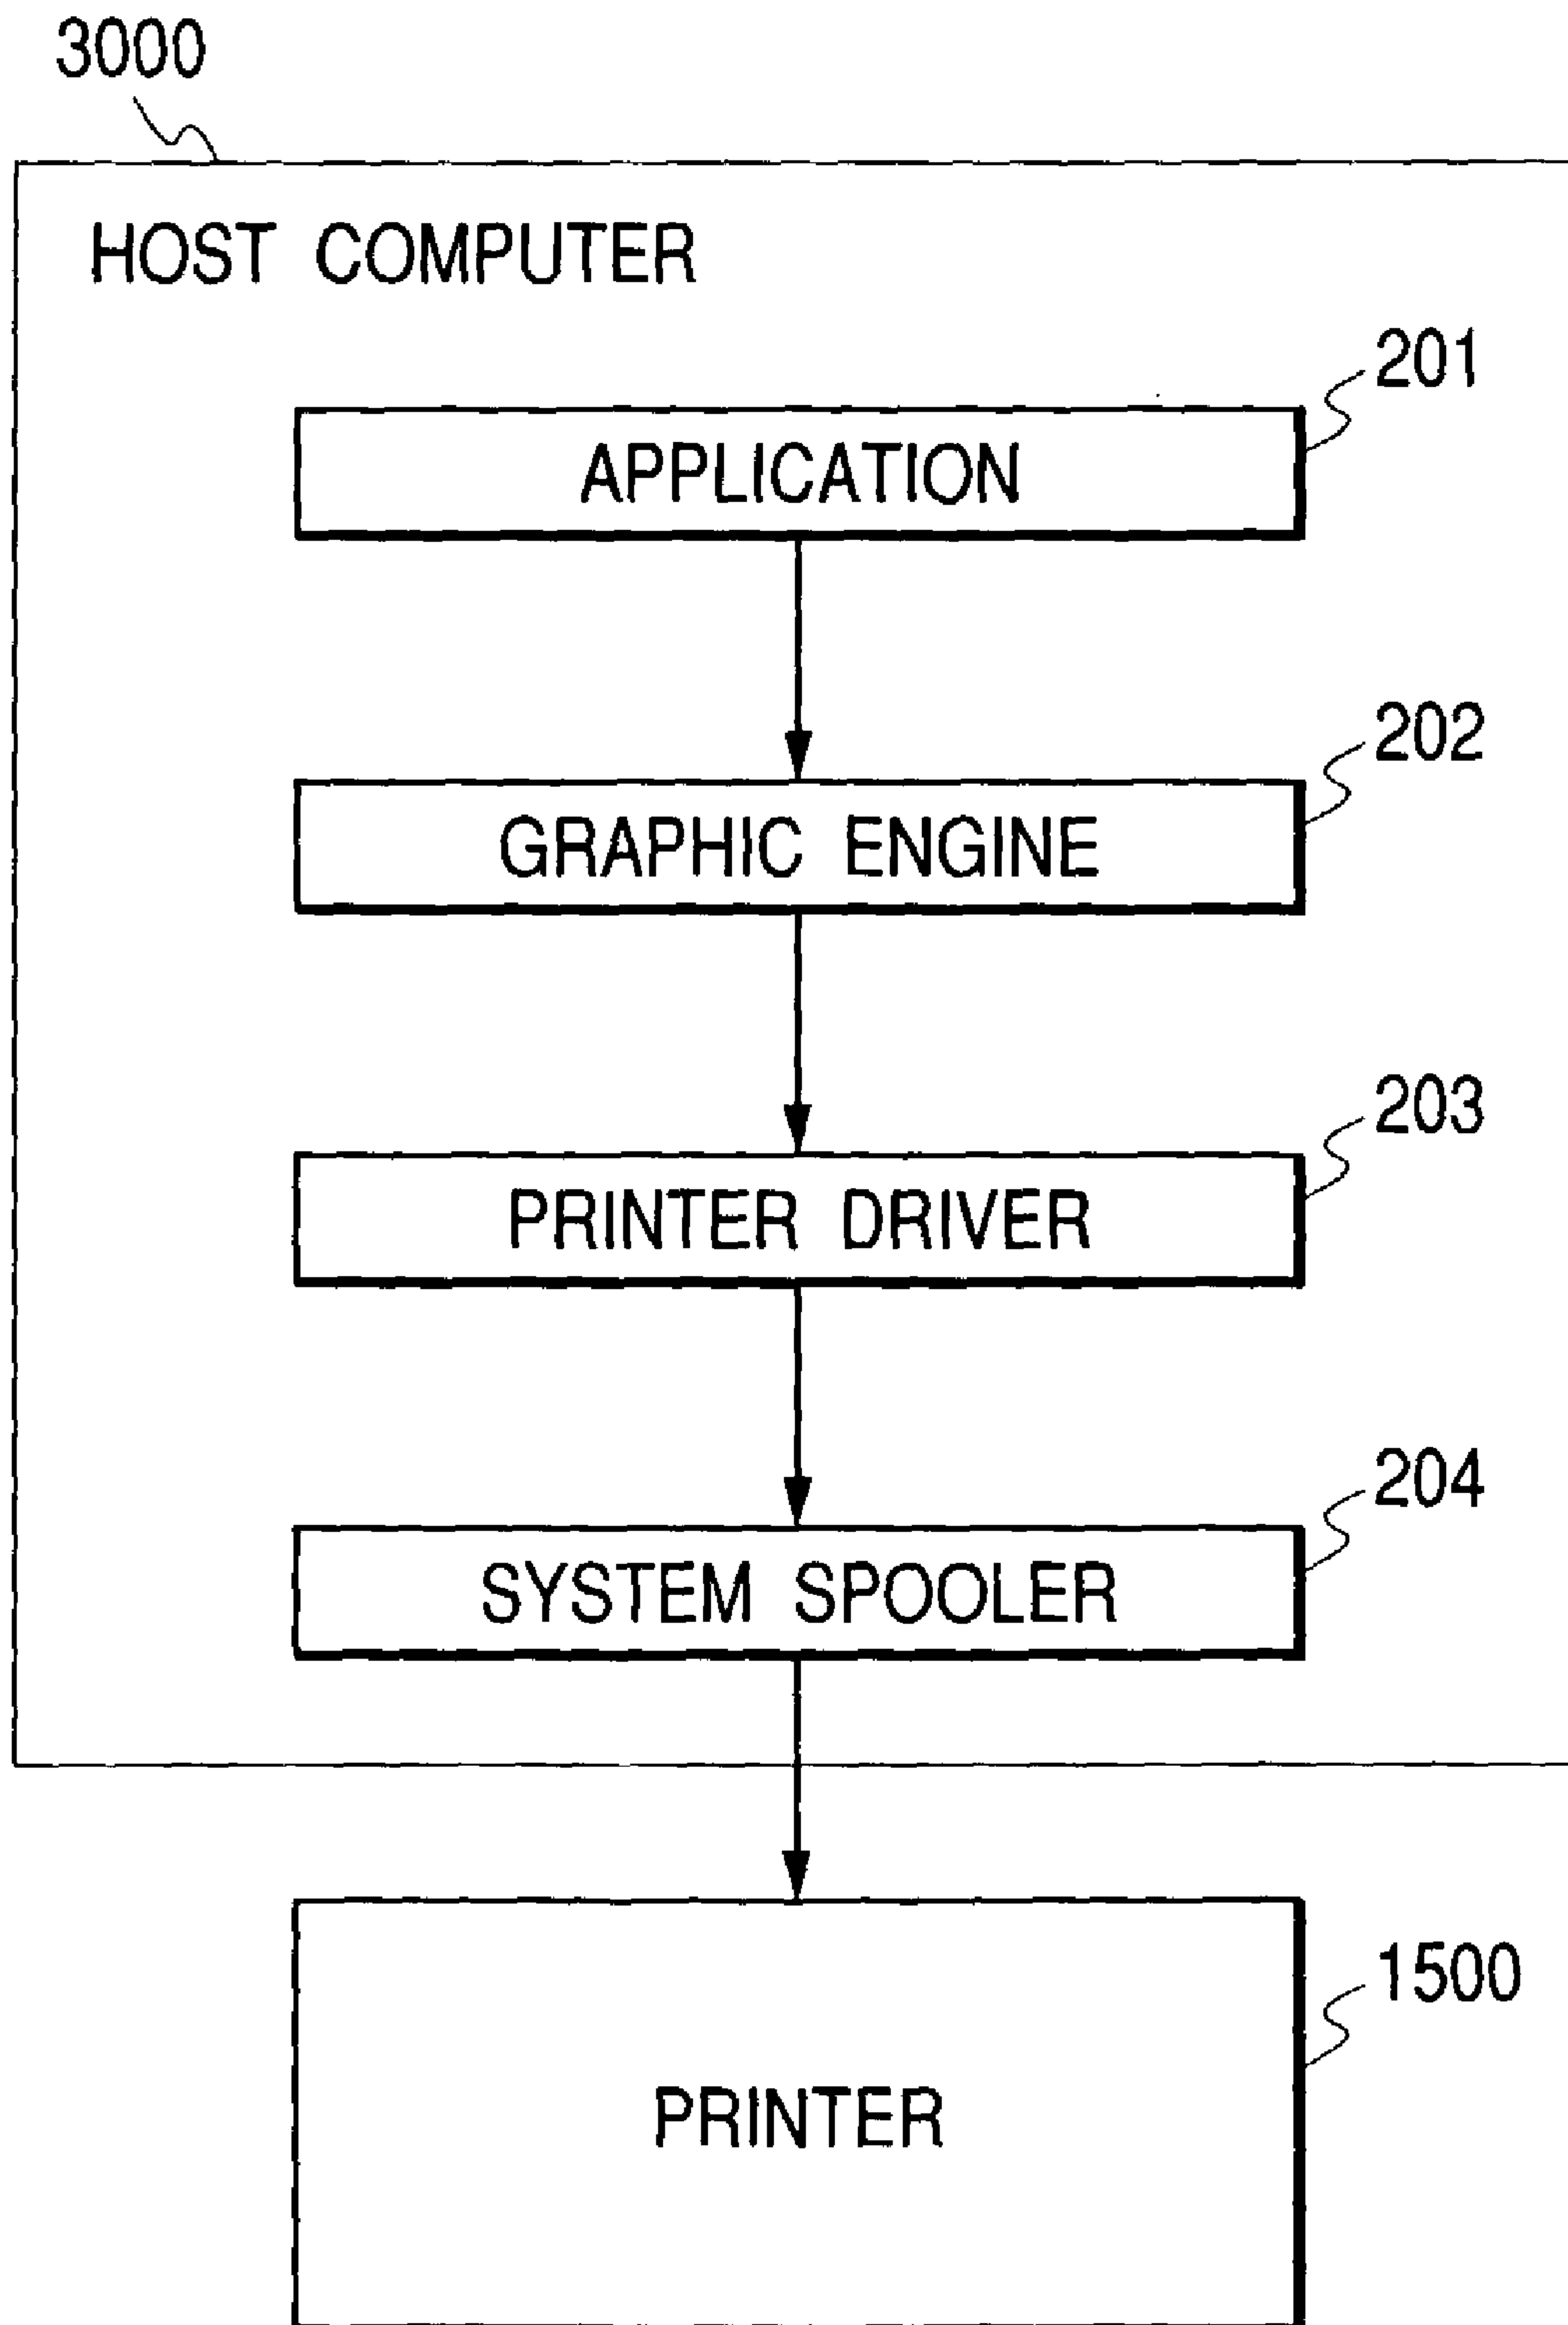 3000
HOST COMPUTER
201
APPLICATION
202
GRAPHIC ENGINE
203
PRINTER DRIVER
204
SYSTEM SPOOLER
1500
PRINTER